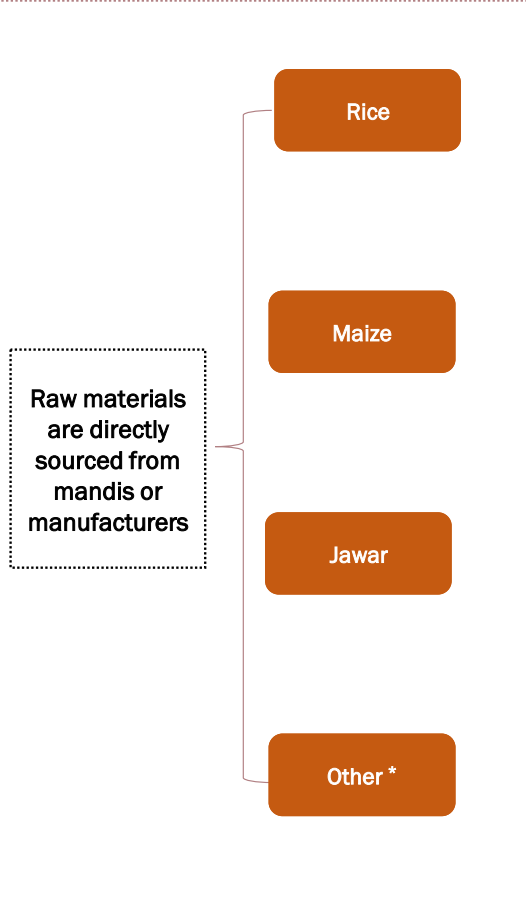 Rice
Maize
Raw materials
are directly
sourced from
mandis or
manufacturers
Jawar
Other *